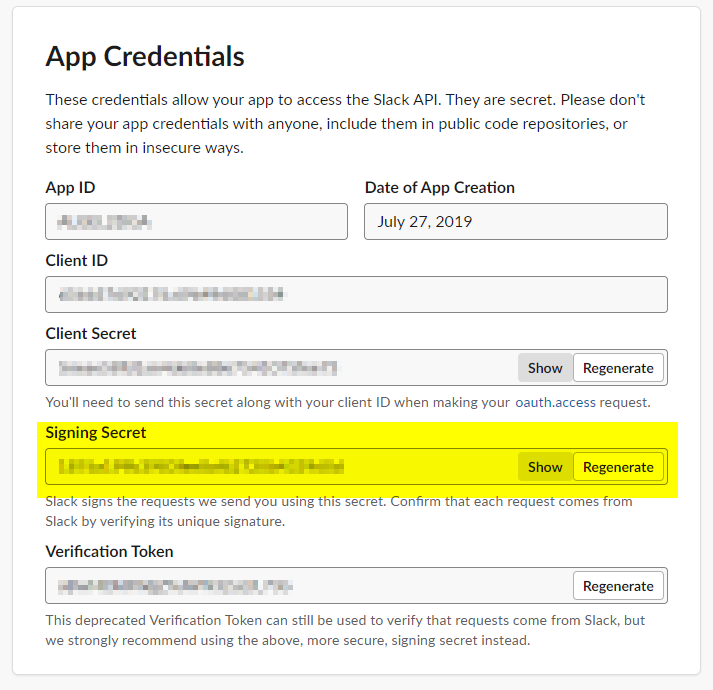 App Credentials
These credentials allow your app to access the Slack API. They are secret. Please don't
share your app credentials with anyone, include them in public code repositories, or
store them in insecure ways.
App ID
Date of App Creation
July 27, 2019
Client ID
Client Secret
Show
Regenerate
You'll need to send this secret along with your client ID when making your oauth.access request.
Signing Secret
Show
Regenerate
Slack signs the requests we send you using this secret. Confirm that each request comes from
Slack by verifying its unique signature.
Verification Token
Regenerate
This deprecated Verification Token can still be used to verify that requests come from Slack, but
we strongly recommend using the above, more secure, signing secret instead.